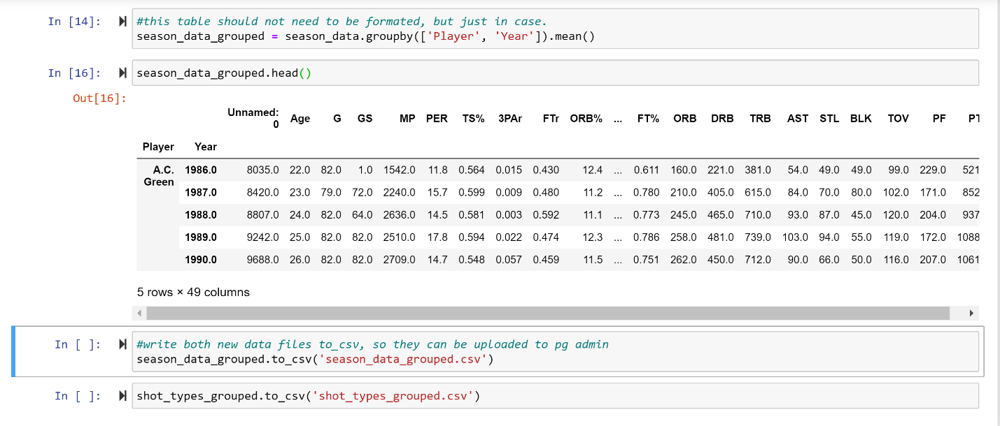 In [14]: #this table should not need to be formated, but just in case.
season_data_grouped = season_data.groupby(['Player', 'Year']).mean()
In [16]: season_data_grouped.head()
Out[16]:
Unnamed: 0 Age G GS MP PER TS% 3PAr FTr ORB% ... FT% ORB DRB TRB AST STL BLK TOV PF PT
Player Year
A.C. Green 1986.0 8035.0 22.0 82.0 1.0 1542.0 11.8 0.564 0.015 0.430 12.4 ... 0.611 160.0 221.0 381.0 54.0 49.0 49.0 99.0 229.0 521
1987.0 8420.0 23.0 79.0 72.0 2240.0 15.7 0.599 0.009 0.480 11.2 ... 0.780 210.0 405.0 615.0 84.0 70.0 80.0 102.0 171.0 852
1988.0 8807.0 24.0 82.0 64.0 2636.0 14.5 0.581 0.003 0.592 11.1 ... 0.773 245.0 465.0 710.0 93.0 87.0 45.0 120.0 204.0 937
1989.0 9242.0 25.0 82.0 82.0 2510.0 17.8 0.594 0.022 0.474 12.3 ... 0.786 258.0 481.0 739.0 103.0 94.0 55.0 119.0 172.0 1088
1990.0 9688.0 26.0 82.0 82.0 2709.0 14.7 0.548 0.057 0.459 11.5 ... 0.751 262.0 450.0 712.0 90.0 66.0 50.0 116.0 207.0 1061
5 rows × 49 columns
In [ ]: #write both new data files to_csv, so they can be uploaded to pg admin
season_data_grouped.to_csv('season_data_grouped.csv')
In [ ]: shot_types_grouped.to_csv('shot_types_grouped.csv')